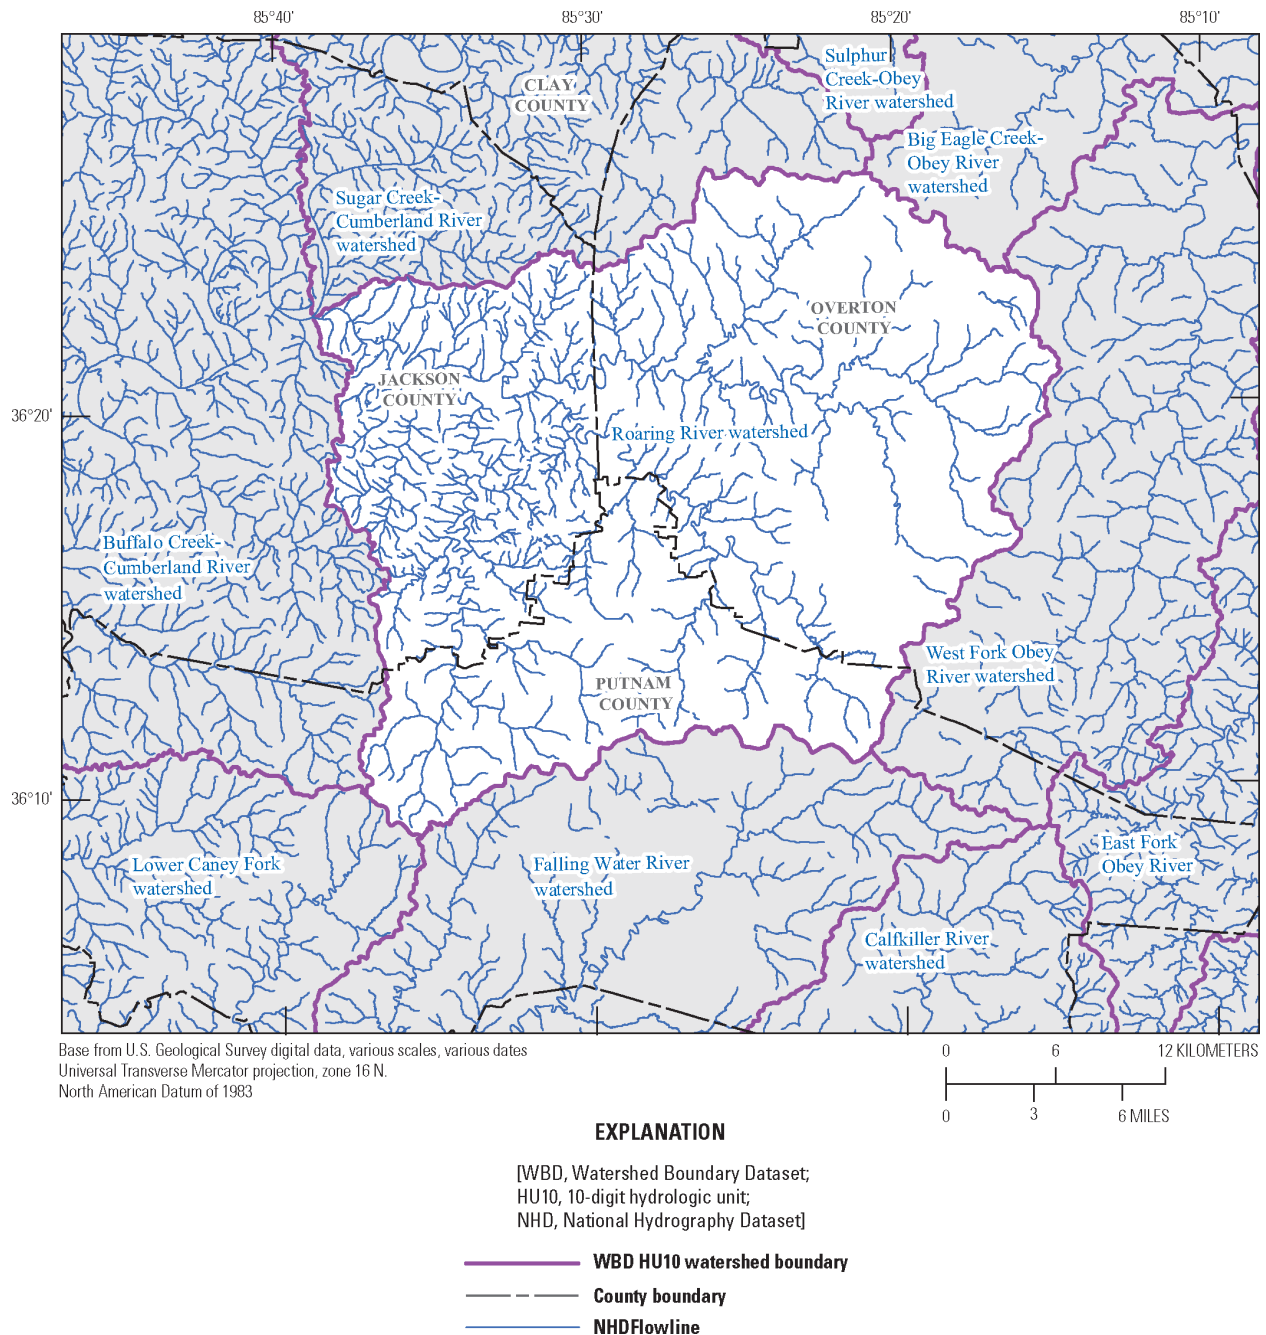 85°40'
85°30'
85°20'
85°10'
Sulphur
Creek-Obey
River watershed
CLAY
COUNTY
Big Eagle Creek-
Obey River
watershed
Sugar Creek-
Cumberland River
watershed
OVERTON
COUNTY
JACKSON
COUNTY
36°20'
Roaring River watershed
Buffalo Creek-
Cumberland River
watershed
West Fork Obey
River watershed
PUTNAM
COUNTY
36°10'
Lower Caney Fork
watershed
Falling Water River
watershed
East Fork
Obey River
Calfkiller River
watershed
Base from U.S. Geological Survey digital data, various scales, various dates
Universal Transverse Mercator projection, zone 16 N.
North American Datum of 1983
0 6 12 KILOMETERS
0 3 6 MILES
EXPLANATION
[WBD, Watershed Boundary Dataset;
HU10, 10-digit hydrologic unit;
NHD, National Hydrography Dataset]
WBD HU10 watershed boundary
County boundary
NHDFlowline